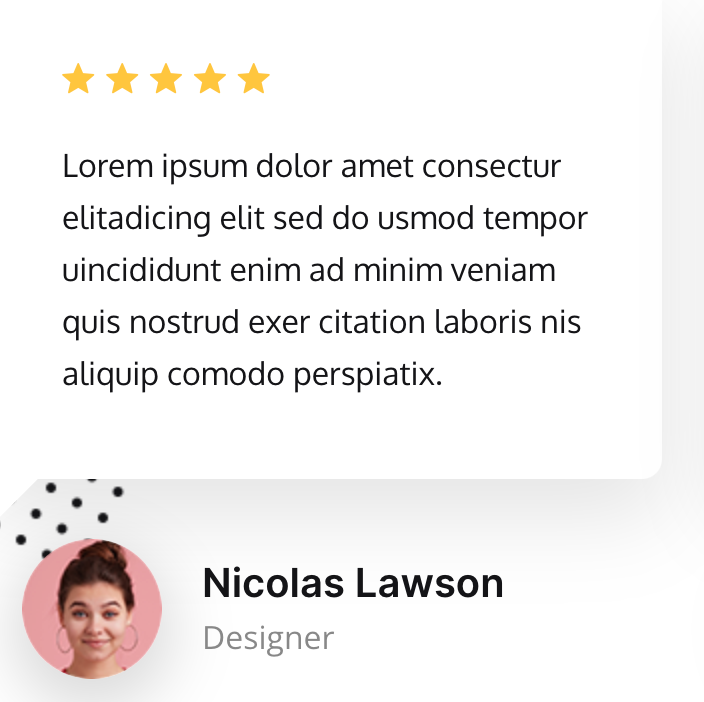 Lorem ipsum dolor amet consectur
elitadicing elit sed do usmod tempor
uincididunt enim ad minim veniam
quis nostrud exer citation laboris nis
aliquip comodo perspiatix.
Nicolas Lawson
Designer